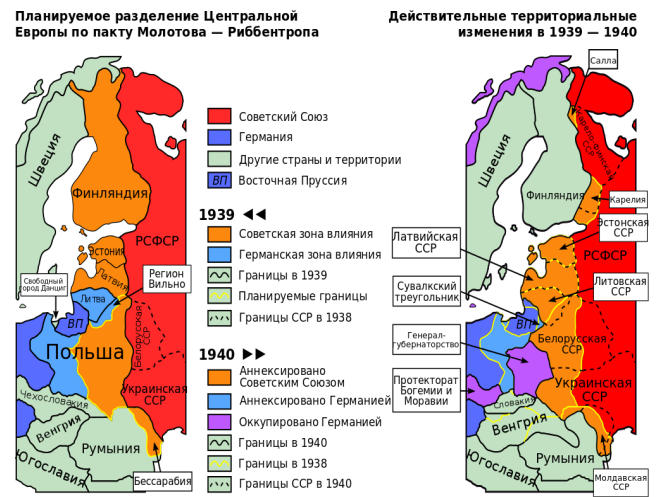 Планируемое разделение Центральной
Европы по пакту Молотова — Риббентропа
Действительные территориальные
изменения в 1939 — 1940
Швеция
Финляндия
РСФСР
Эстония
Латвия
Литва
Регион
Вильно
Свободный
город Данциг
ВП
Польша
Белорусская
ССР
Украинская
ССР
Чехословакия
Венгрия
Румыния
Югославия
Бессарабия
Советский Союз
Германия
Другие страны и территории
ВП Восточная Пруссия
1939 ◄◄
Советская зона влияния
Германская зона влияния
Границы в 1939
Планируемые границы
Границы ССР в 1938
1940 ►►
Аннексировано
Советским Союзом
Аннексировано Германией
Оккупировано Германией
Границы в 1940
Границы в 1938
Границы ССР в 1940
Салла
Швеция
Карело-Финская
ССР
Финляндия
Карелия
Эстонская
ССР
РСФСР
Латвийская
ССР
Литовская
ССР
Сувалкский
треугольник
ВП
Генерал-
губернаторство
Белорусская
ССР
Протекторат
Богемии и
Моравии
Украинская
ССР
Словакия
Венгрия
Румыния
Югославия
Молдавская
ССР